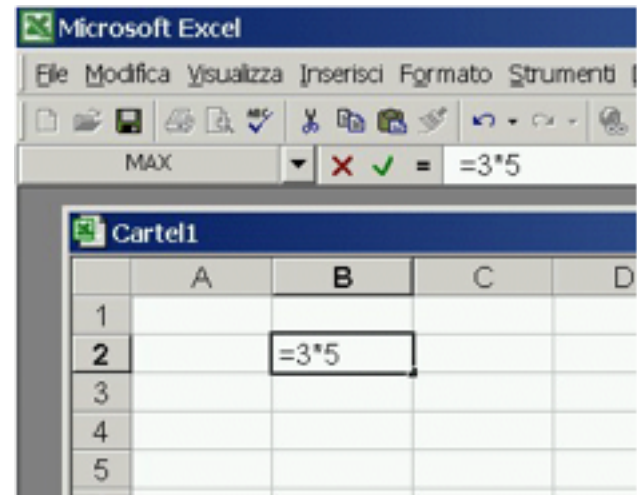 Microsoft Excel
File Modifica Visualizza Inserisci Formato Strumenti
MAX = =3*5
Cartel1
A B C D
1
2 =3*5
3
4
5